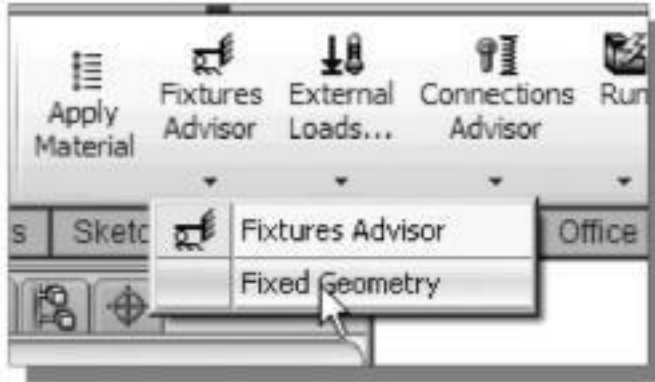 Apply
Material
Fixtures
Advisor
External
Loads...
Connections
Advisor
Run
s
Sketc
Office
Fixtures Advisor
Fixed Geometry